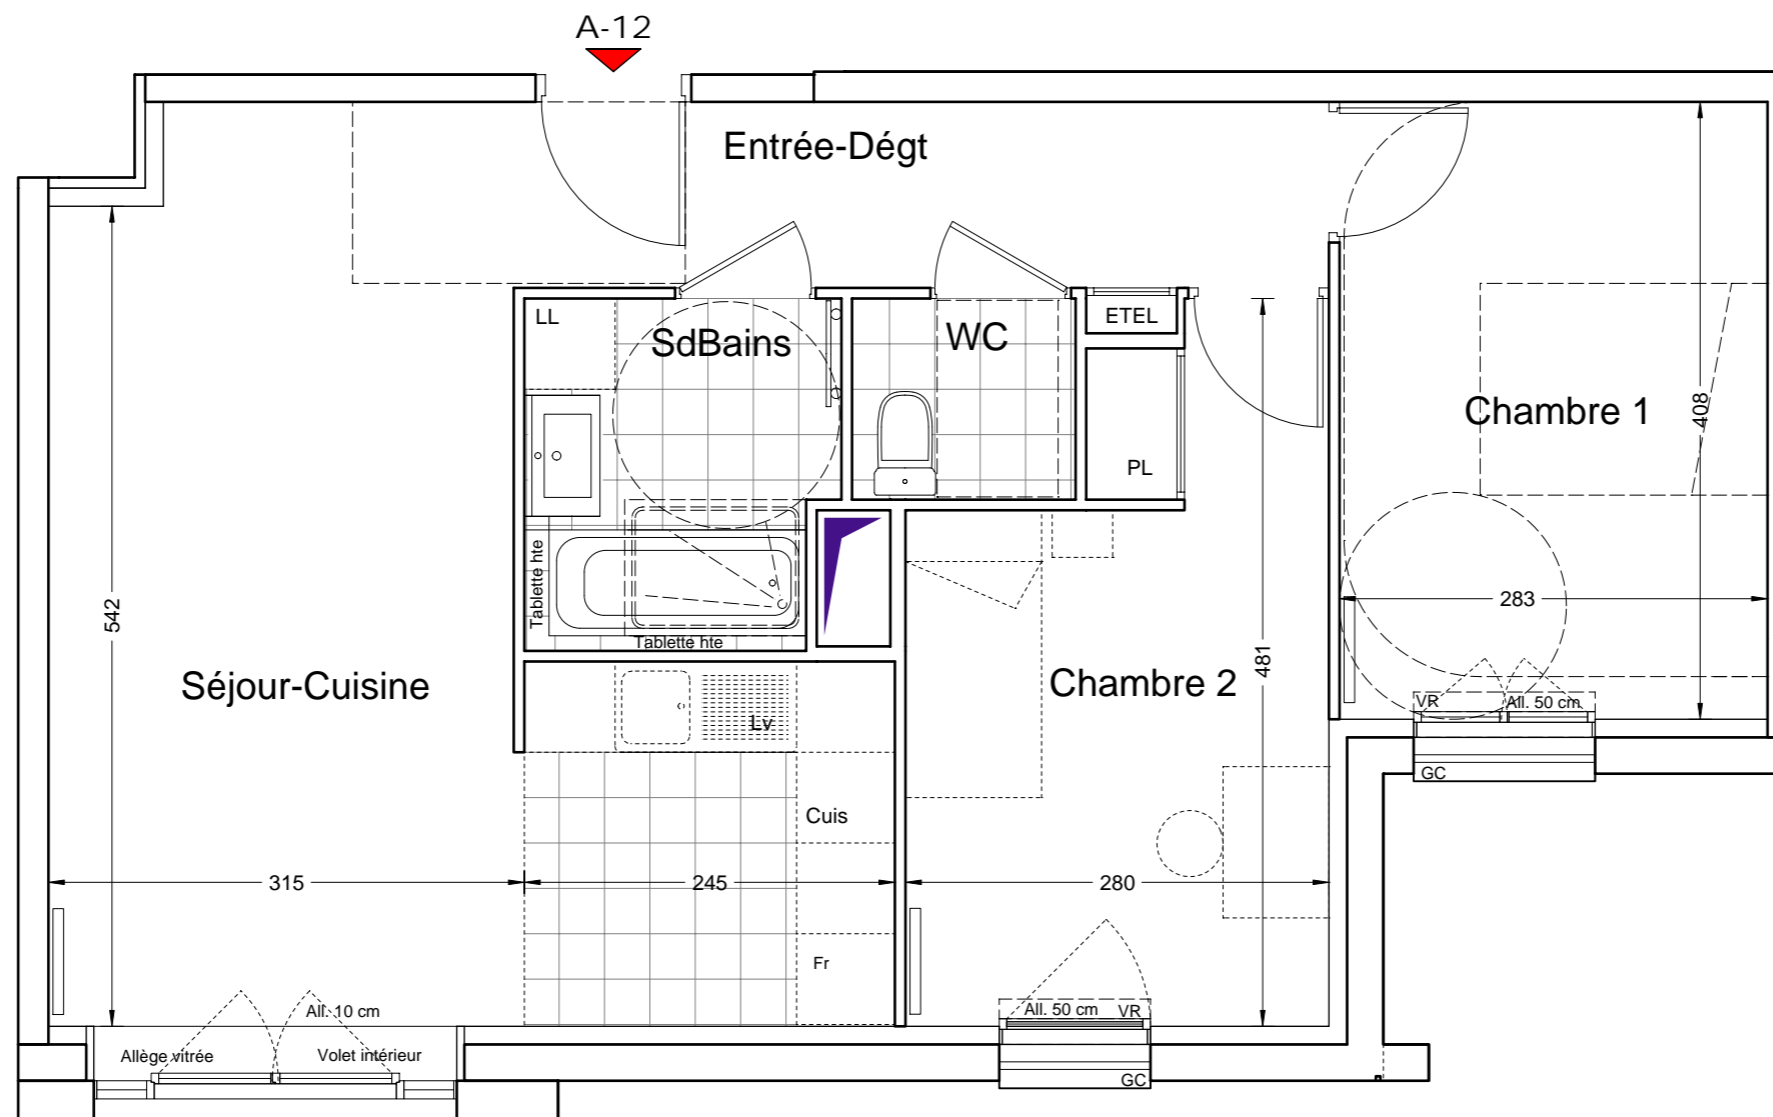 A-12
Entrée-Dégt
LL
SdBains
WC
ETEL
PL
Chambre 1
408
283
Tablette hte
Tablette hte
542
Séjour-Cuisine
Lv
Chambre 2
481
VR
All. 50 cm
GC
Cuis
315
245
280
Fr
All. 10 cm
Allège vitrée
Volet intérieur
All. 50 cm
VR
GC